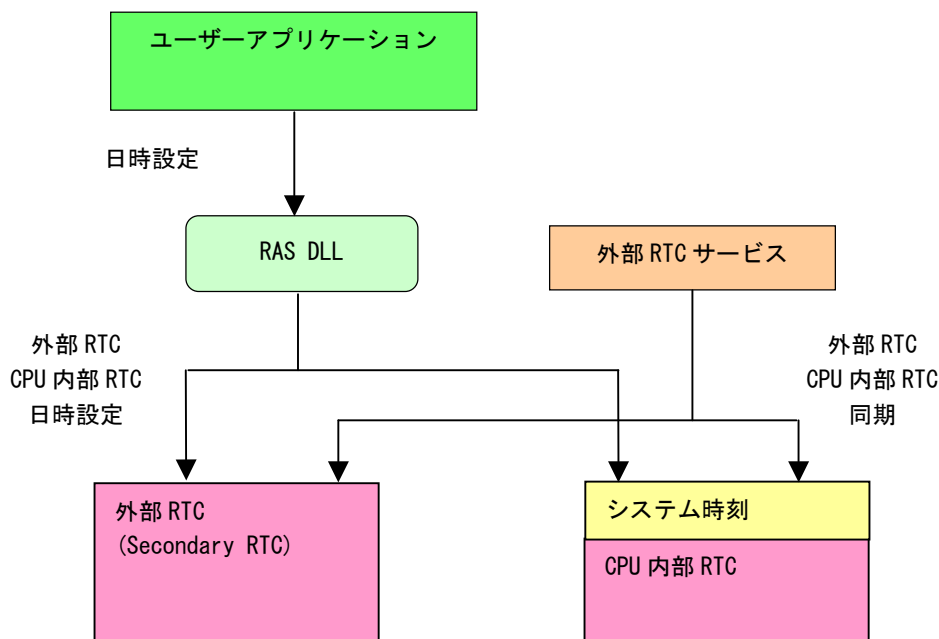 ユーザーアプリケーション
日時設定
RAS DLL
外部 RTC サービス
外部 RTC
CPU 内部 RTC
日時設定
外部 RTC
CPU 内部 RTC
同期
外部 RTC
(Secondary RTC)
システム時刻
CPU 内部 RTC